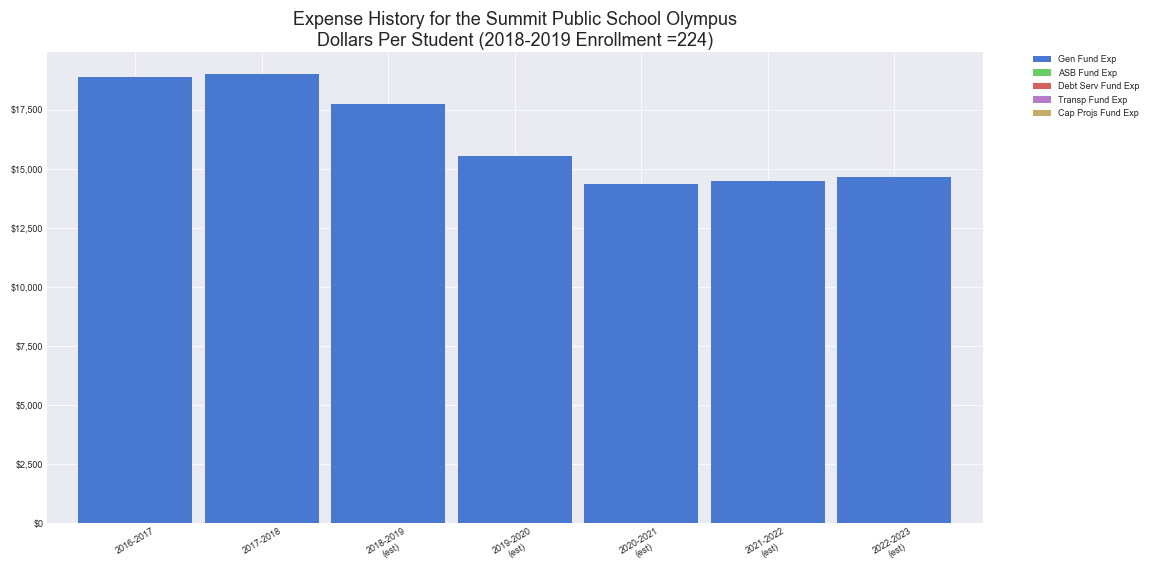 Expense History for the Summit Public School Olympus
Dollars Per Student (2018-2019 Enrollment =224)
Gen Fund Exp
ASB Fund Exp
Debt Serv Fund Exp
Transp Fund Exp
Cap Projs Fund Exp
$17,500
$15,000
$12,500
$10,000
$7,500
$5,000
$2,500
$0
2016-2017
2017-2018
2018-2019
(est)
2019-2020
(est)
2020-2021
(est)
2021-2022
(est)
2022-2023
(est)